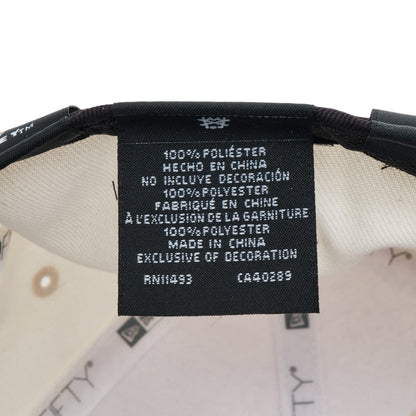 EY™
100% POLIÉSTER
HECHO EN CHINA
NO INCLUYE DECORACIÓN
100% POLYESTER
FABRIQUÉ EN CHINE
À L'EXCLUSION DE LA GARNITURE
100% POLYESTER
MADE IN CHINA
EXCLUSIVE OF DECORATION
RN11493 CA40289